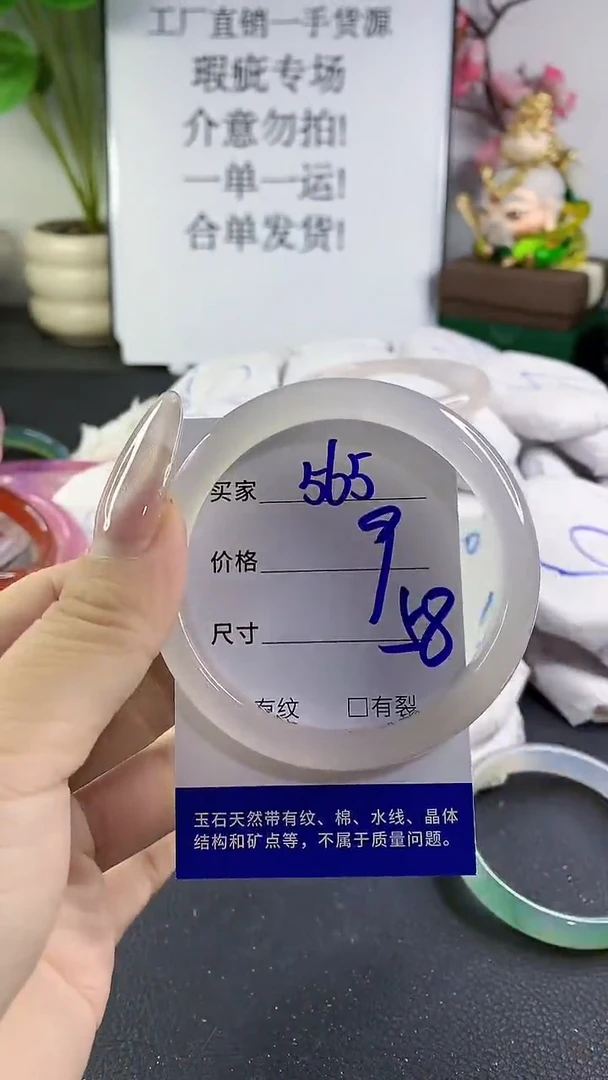 工厂直销一手货源
瑕疵专场
介意勿拍!
一单一运!
合单发货!
买家 565
价格 9
尺寸 58
有纹 □有裂
玉石天然带有纹、棉、水线、晶体
结构和矿点等，不属于质量问题。